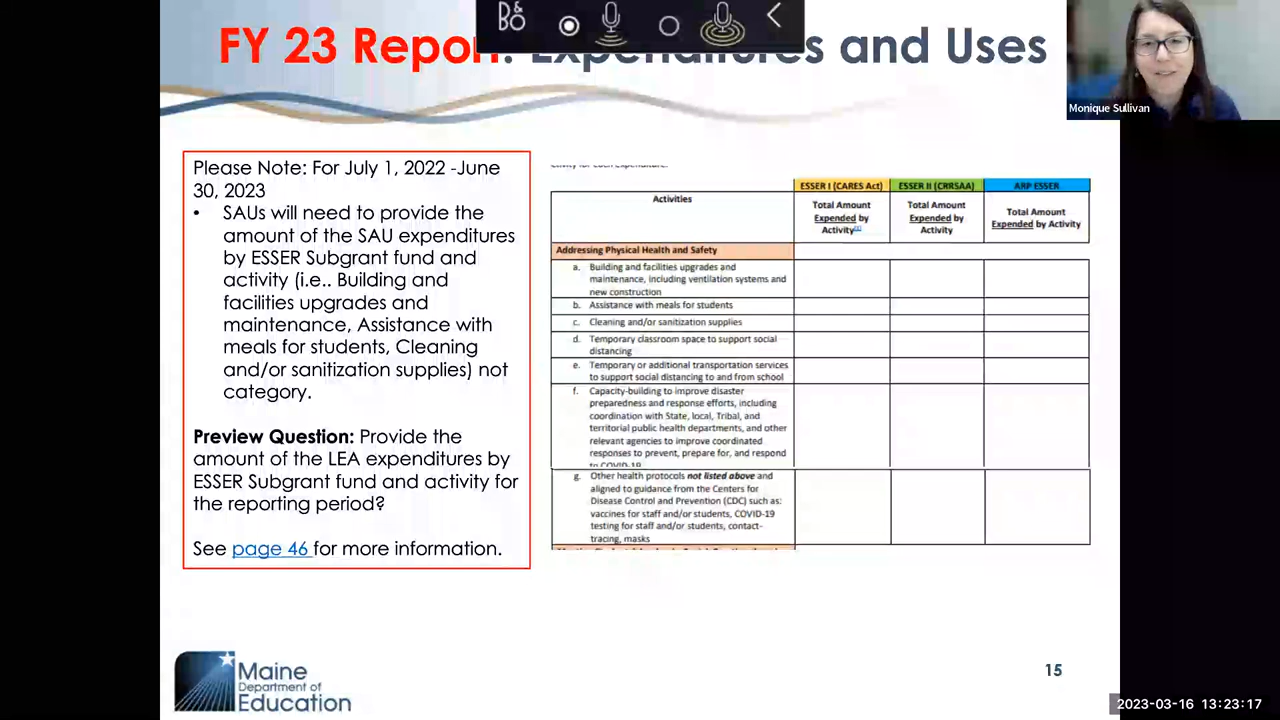 FY 23 Report: Expenditures and Uses
Monique Sullivan
Please Note: For July 1, 2022 -June
30, 2023
• SAUs will need to provide the
amount of the SAU expenditures
by ESSER Subgrant fund and
activity (i.e.. Building and
facilities upgrades and
maintenance, Assistance with
meals for students, Cleaning
and/or sanitization supplies) not
category.
Preview Question: Provide the
amount of the LEA expenditures by
ESSER Subgrant fund and activity for
the reporting period?
See page 46 for more information.
ESSER I (CARES Act)
ESSER II (CRRSAA)
ARP ESSER
Activities
Total Amount
Expended by
Activity[1]
Total Amount
Expended by
Activity
Total Amount
Expended by Activity
Addressing Physical Health and Safety
a. Building and facilities upgrades and
maintenance, including ventilation systems and
new construction
b. Assistance with meals for students
c. Cleaning and/or sanitization supplies
d. Temporary classroom space to support social
distancing
e. Temporary or additional transportation services
to support social distancing to and from school
f. Capacity-building to improve disaster
preparedness and response efforts, including
coordination with State, local, Tribal, and
territorial public health departments, and other
relevant agencies to improve coordinated
responses to prevent, prepare for, and respond
to COVID-19
g. Other health protocols not listed above and
aligned to guidance from the Centers for
Disease Control and Prevention (CDC) such as:
vaccines for staff and/or students, COVID-19
testing for staff and/or students, contact-
tracing, masks
Maine
Department of
Education
15
2023-03-16 13:23:17